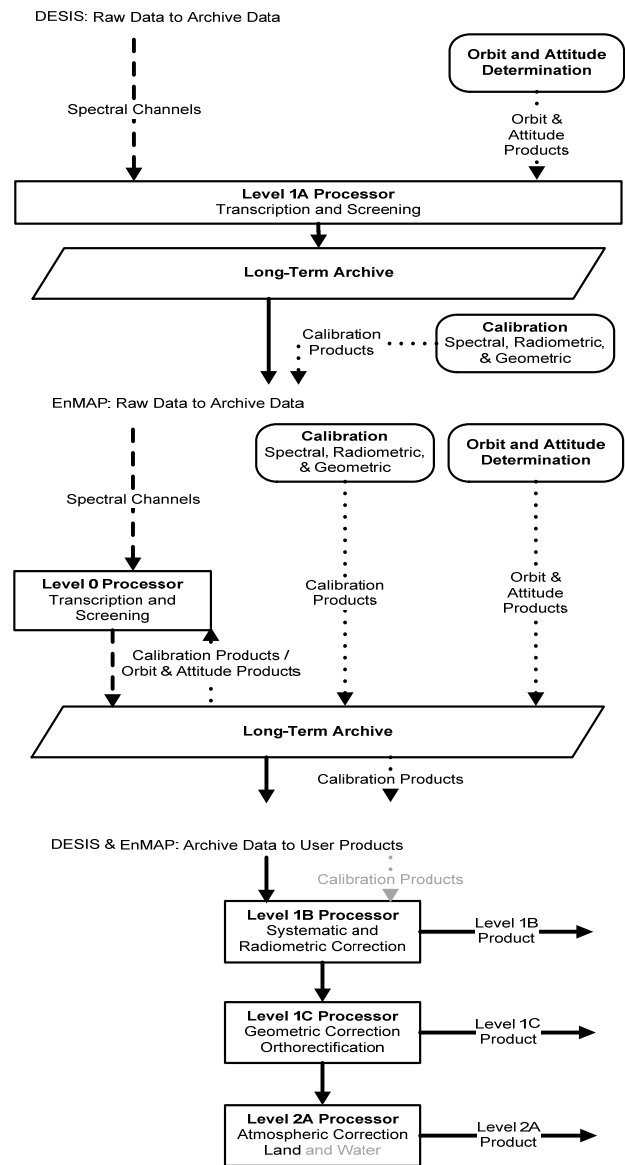 DESIS: Raw Data to Archive Data
Orbit and Attitude
Determination
Spectral Channels
Orbit &
Attitude
Products
Level 1A Processor
Transcription and Screening
Long-Term Archive
Calibration
Products
Calibration
Spectral, Radiometric,
& Geometric
EnMAP: Raw Data to Archive Data
Calibration
Spectral, Radiometric,
& Geometric
Orbit and Attitude
Determination
Spectral Channels
Level 0 Processor
Transcription and
Screening
Calibration
Products
Orbit &
Attitude
Products
Calibration Products /
Orbit & Attitude Products
Long-Term Archive
Calibration Products
DESIS & EnMAP: Archive Data to User Products
Calibration Products
Level 1B Processor
Systematic and
Radiometric Correction
Level 1B
Product
Level 1C Processor
Geometric Correction
Orthorectification
Level 1C
Product
Level 2A Processor
Atmospheric Correction
Land and Water
Level 2A
Product